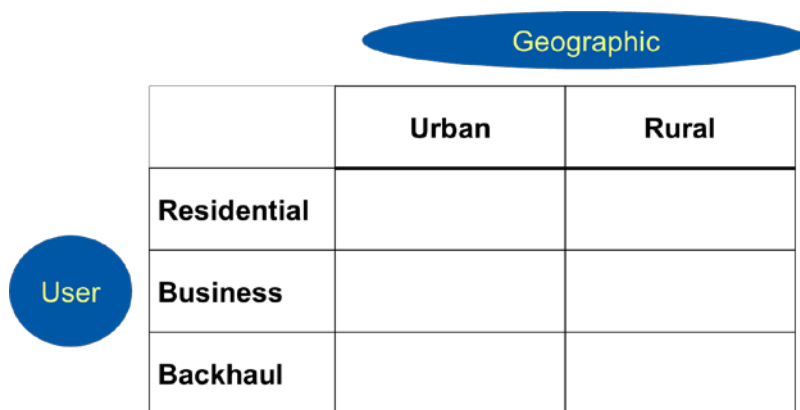 Geographic
Urban Rural
Residential
User Business
Backhaul